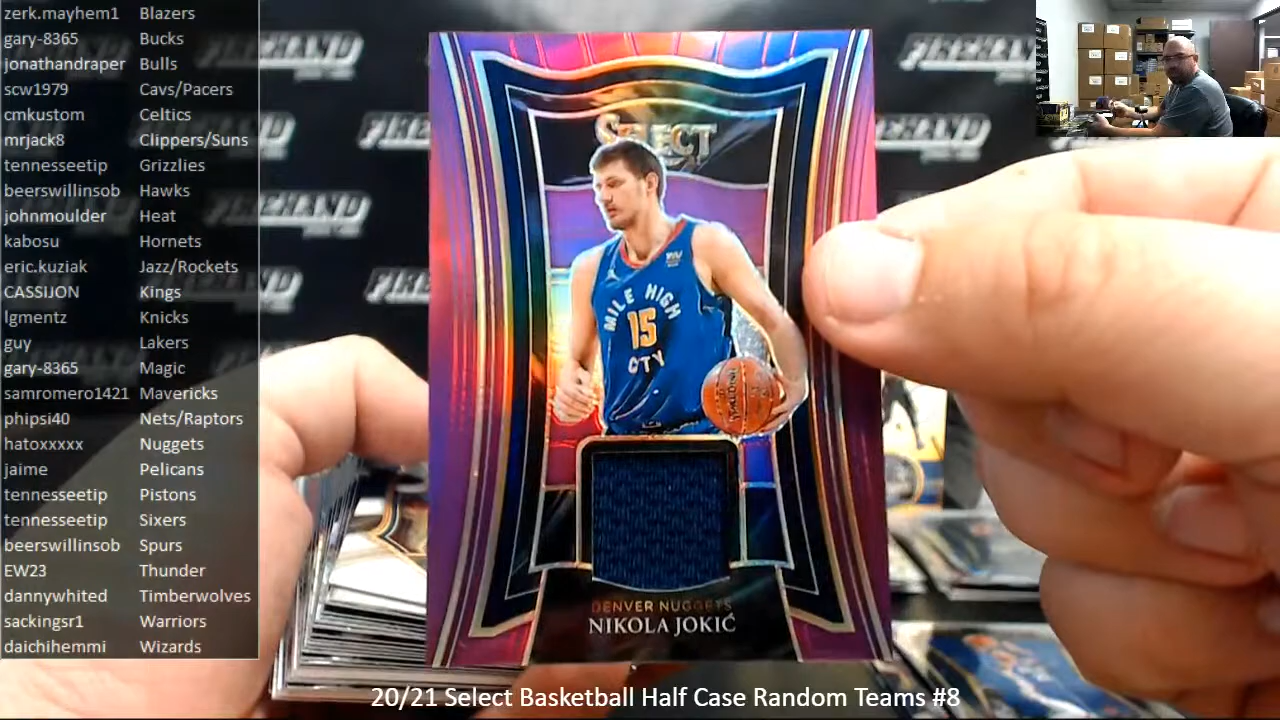 zerk.mayhem1 Blazers
gary-8365 Bucks
jonathandraper Bulls
scw1979 Cavs/Pacers
cmkustom Celtics
mrjack8 Clippers/Suns
tennesseetip Grizzlies
beerswillinsob Hawks
johnmoulder Heat
kabosu Hornets
eric.kuziak Jazz/Rockets
CASSIJON Kings
lgmentz Knicks
guy Lakers
gary-8365 Magic
samromero1421 Mavericks
phipsi40 Nets/Raptors
hatoxxxxx Nuggets
jaime Pelicans
tennesseetip Pistons
tennesseetip Sixers
beerswillinsob Spurs
EW23 Thunder
dannywhited Timberwolves
sackingsr1 Warriors
daichihemmi Wizards
FIREHAND
FIREHAND
FIREHAND
SELECT
MILE HIGH
15
CITY
SPALDING
DENVER NUGGETS
NIKOLA JOKIĆ
20/21 Select Basketball Half Case Random Teams #8